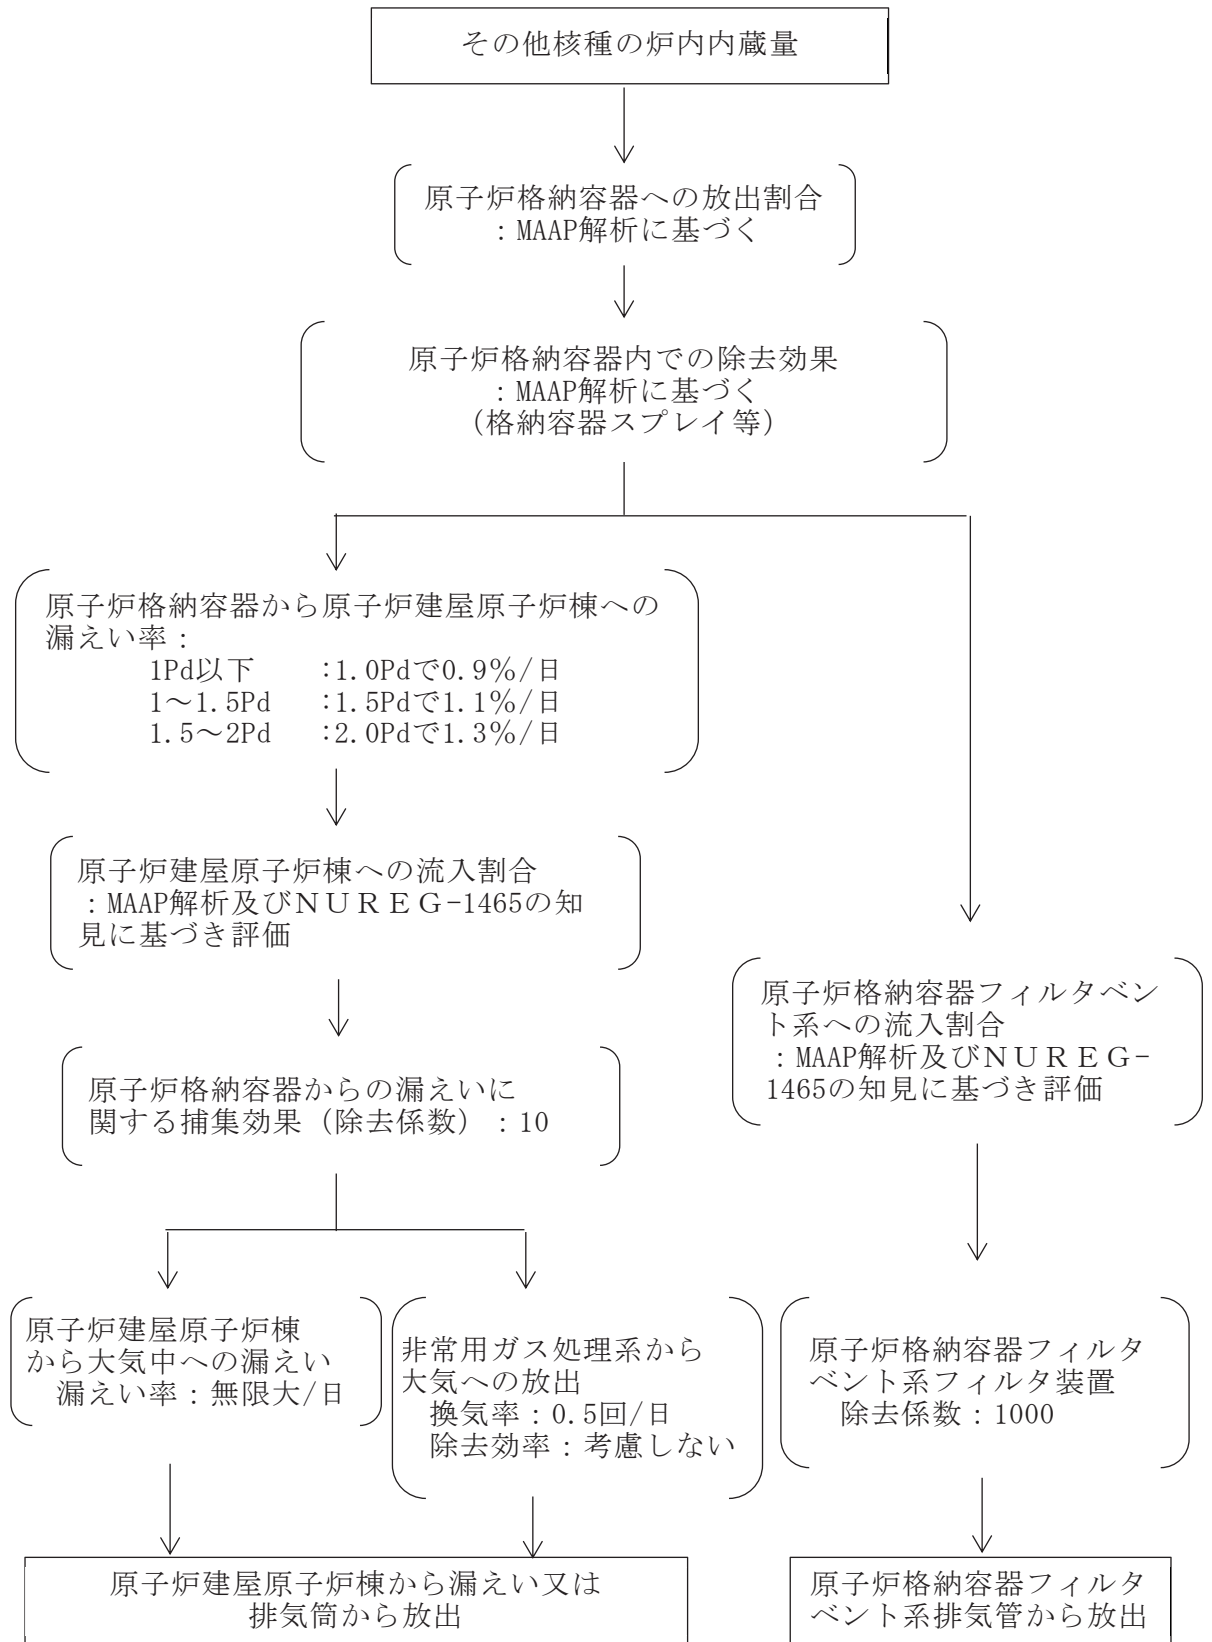 その他核種の炉内内蔵量
原子炉格納容器への放出割合
：MAAP解析に基づく
原子炉格納容器内での除去効果
：MAAP解析に基づく
（格納容器スプレイ等）
原子炉格納容器から原子炉建屋原子炉棟への
漏えい率：
1Pd以下　　：1.0Pdで0.9％/日
1～1.5Pd　：1.5Pdで1.1％/日
1.5～2Pd　：2.0Pdで1.3％/日
原子炉建屋原子炉棟への流入割合
：MAAP解析及びＮＵＲＥＧ-1465の知
見に基づき評価
原子炉格納容器からの漏えいに
関する捕集効果（除去係数）：10
原子炉格納容器フィルタベン
ト系への流入割合
：MAAP解析及びＮＵＲＥＧ-
1465の知見に基づき評価
原子炉建屋原子炉棟
から大気中への漏えい
漏えい率：無限大/日
非常用ガス処理系から
大気への放出
換気率：0.5回/日
除去効率：考慮しない
原子炉格納容器フィルタ
ベント系フィルタ装置
除去係数：1000
原子炉建屋原子炉棟から漏えい又は
排気筒から放出
原子炉格納容器フィルタ
ベント系排気管から放出